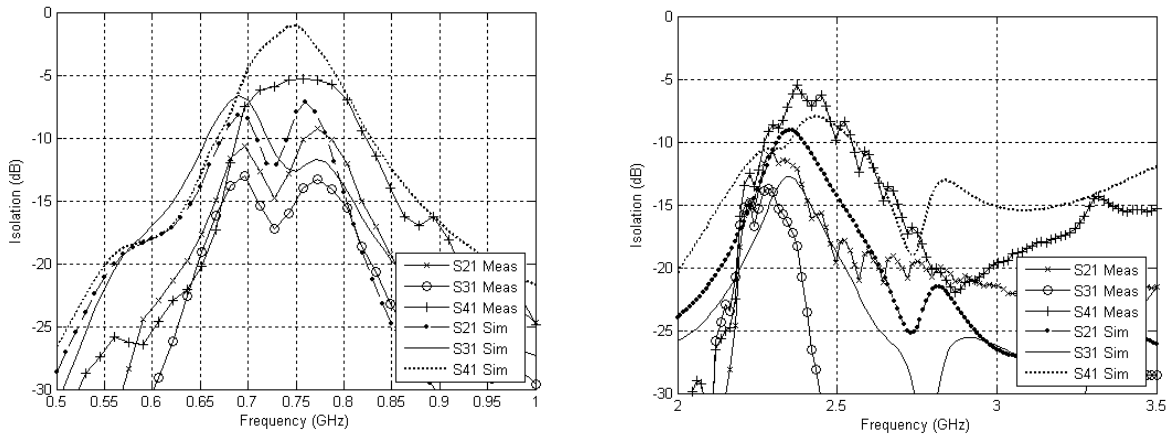 0
-5
-10
-15
-20
-25
-30
Isolation (dB)
0.5 0.55 0.6 0.65 0.7 0.75 0.8 0.85 0.9 0.95 1
Frequency (GHz)
S21 Meas
S31 Meas
S41 Meas
S21 Sim
S31 Sim
S41 Sim
0
-5
-10
-15
-20
-25
-30
Isolation (dB)
2 2.5 3 3.5
Frequency (GHz)
S21 Meas
S31 Meas
S41 Meas
S21 Sim
S31 Sim
S41 Sim